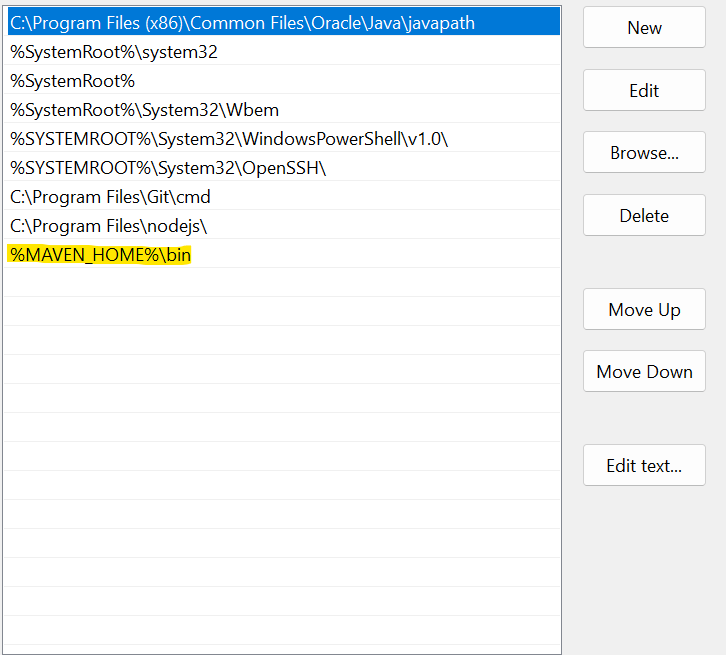 C:\Program Files (x86)\Common Files\Oracle\Java\javapath
%SystemRoot%\system32
%SystemRoot%
%SystemRoot%\System32\Wbem
%SYSTEMROOT%\System32\WindowsPowerShell\v1.0\
%SYSTEMROOT%\System32\OpenSSH\
C:\Program Files\Git\cmd
C:\Program Files\nodejs\
%MAVEN_HOME%\bin
New
Edit
Browse...
Delete
Move Up
Move Down
Edit text...